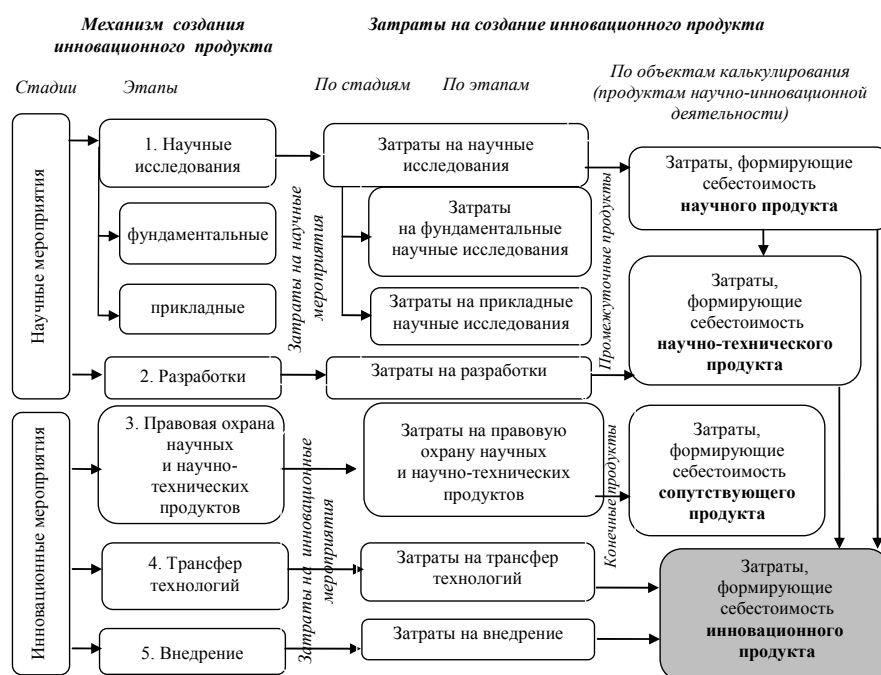 Механизм создания
инновационного продукта
Затраты на создание инновационного продукта
Стадии
Этапы
По стадиям
По этапам
По объектам калькулирования
(продуктам научно-инновационной
деятельности)
Научные мероприятия
1. Научные
исследования
фундаментальные
прикладные
2. Разработки
Затраты на научные
мероприятия
Затраты на научные
исследования
Затраты
на фундаментальные
научные исследования
Затраты на прикладные
научные исследования
Затраты на разработки
Промежуточные продукты
Затраты, формирующие
себестоимость
научного продукта
Затраты,
формирующие
себестоимость
научно-технического
продукта
Инновационные мероприятия
3. Правовая охрана
научных
и научно-
технических
продуктов
4. Трансфер
технологий
5. Внедрение
Затраты на инновационные
мероприятия
Затраты на правовую
охрану научных
и научно-технических
продуктов
Затраты на трансфер
технологий
Затраты на внедрение
Конечные продукты
Затраты,
формирующие
себестоимость
сопутствующего
продукта
Затраты,
формирующие
себестоимость
инновационного
продукта